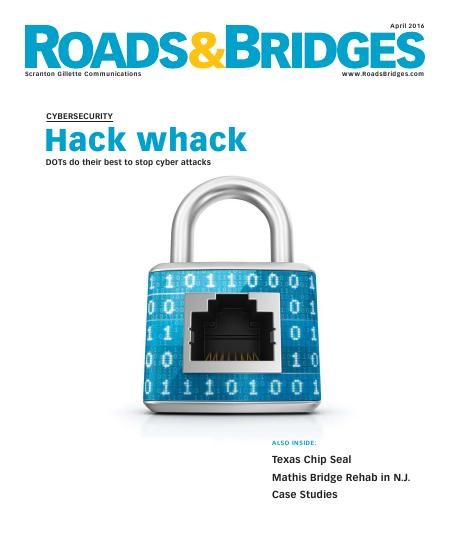 April 2016
ROADS&BRIDGES
Scranton Gillette Communications www.RoadsBridges.com
CYBERSECURITY
Hack whack
DOTs do their best to stop cyber attacks
11011000
1 0 0 0 1
1 1 0 1
0 0 1 0
0 1 1 1 0 1 0 0 1
ALSO INSIDE:
Texas Chip Seal
Mathis Bridge Rehab in N.J.
Case Studies